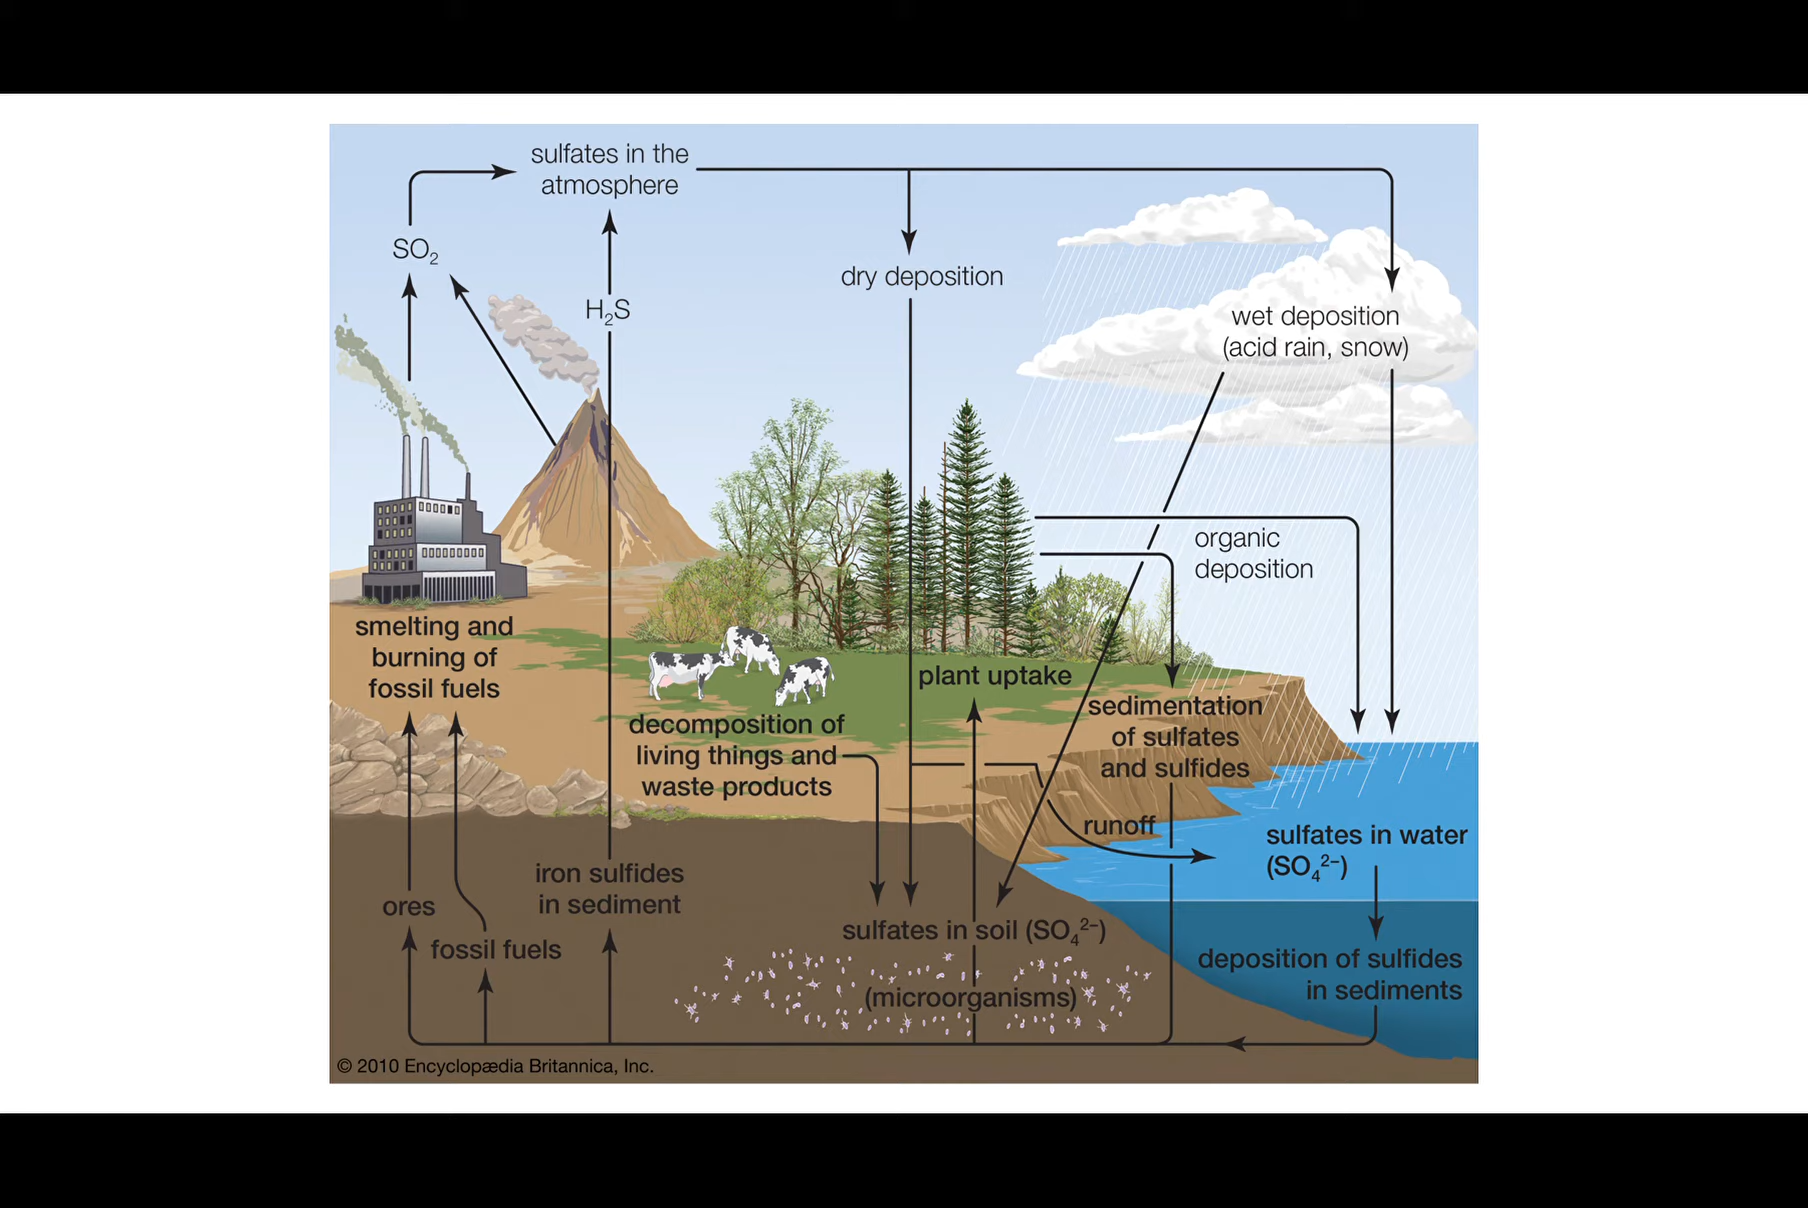 sulfates in the
atmosphere
SO₂
H₂S
dry deposition
wet deposition
(acid rain, snow)
organic
deposition
smelting and
burning of
fossil fuels
plant uptake
decomposition of
living things and
waste products
sedimentation
of sulfates
and sulfides
runoff
sulfates in water
(SO₄²⁻)
ores
fossil fuels
iron sulfides
in sediment
sulfates in soil (SO₄²⁻)
(microorganisms)
deposition of sulfides
in sediments
© 2010 Encyclopædia Britannica, Inc.